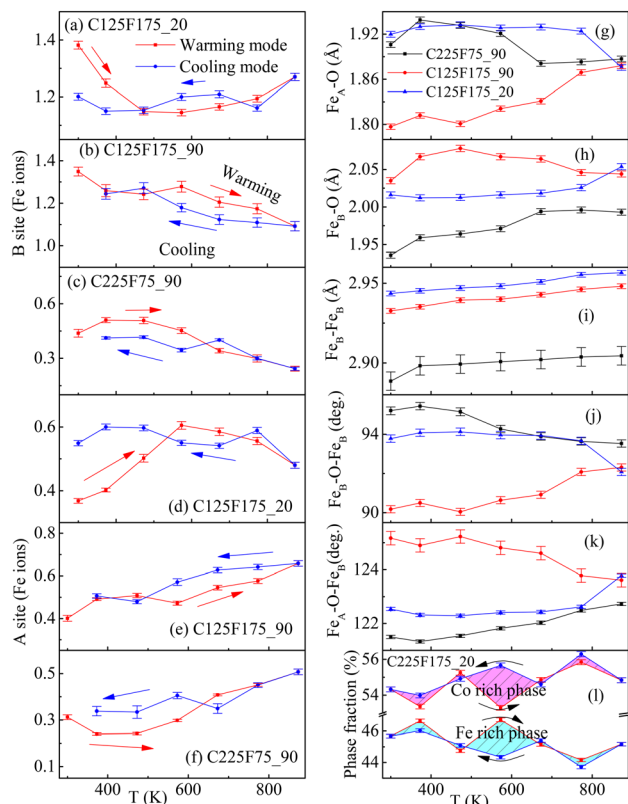 (a) C125F175_20
Warming mode
Cooling mode
1.4
1.2
1.0
(b) C125F175_90
Warming
Cooling
1.4
1.2
1.0
B site (Fe ions)
(c) C225F75_90
0.6
0.3
(d) C125F175_20
0.6
0.4
A site (Fe ions)
(e) C125F175_90
0.8
0.6
0.4
(f) C225F75_90
0.5
0.3
0.1
400 600 800
T (K)
(g)
C225F75_90
C125F175_90
C125F175_20
FeA-O (Å)
1.92
1.86
1.80
(h)
FeB-O (Å)
2.05
2.00
1.95
(i)
FeB-FeB (Å)
2.95
2.90
(j)
FeB-O-FeB (deg.)
94
90
(k)
FeA-O-FeB(deg.)
124
122
C225F175_20
(l)
Co rich phase
Fe rich phase
Phase fraction (%)
56
54
46
44
400 600 800
T (K)